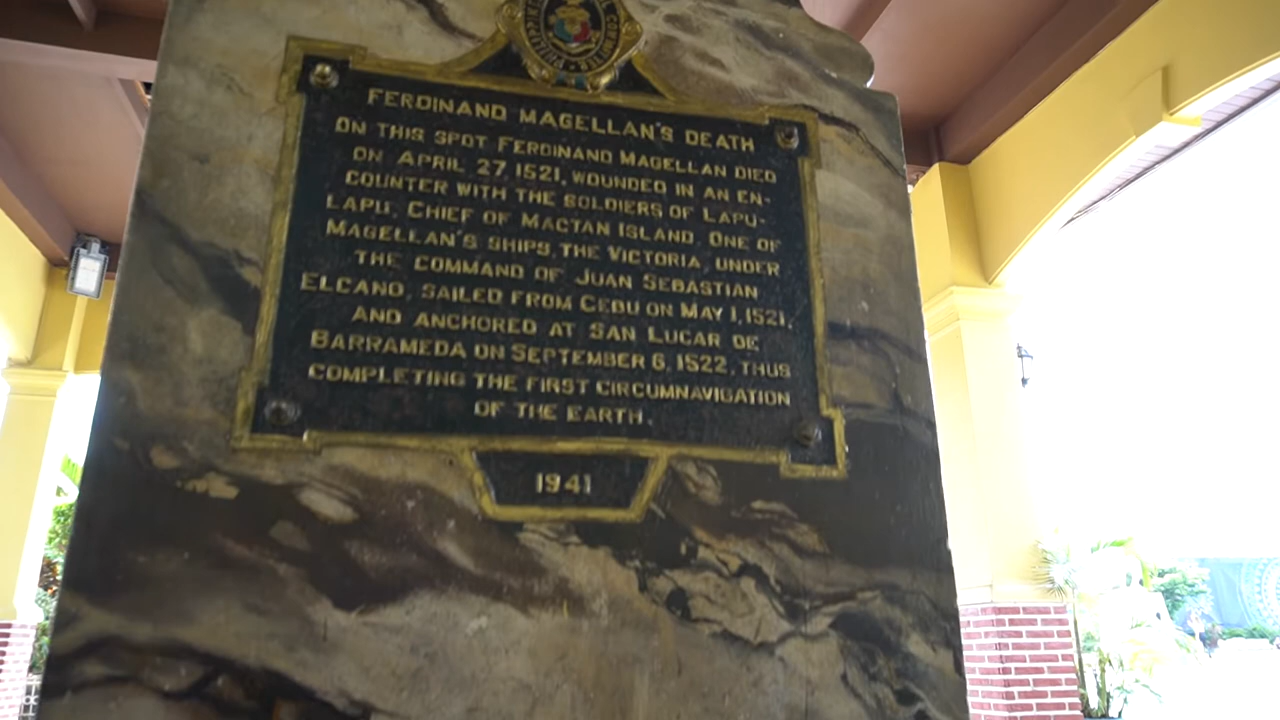 FERDINAND MAGELLAN'S DEATH
ON THIS SPOT FERDINAND MAGELLAN DIED
ON APRIL 27, 1521, WOUNDED IN AN EN-
COUNTER WITH THE SOLDIERS OF LAPU-
LAPU, CHIEF OF MACTAN ISLAND. ONE OF
MAGELLAN'S SHIPS, THE VICTORIA, UNDER
THE COMMAND OF JUAN SEBASTIAN
ELCANO, SAILED FROM CEBU ON MAY 1, 1521,
AND ANCHORED AT SAN LUCAR DE
BARRAMEDA ON SEPTEMBER 6, 1522, THUS
COMPLETING THE FIRST CIRCUMNAVIGATION
OF THE EARTH.
1941